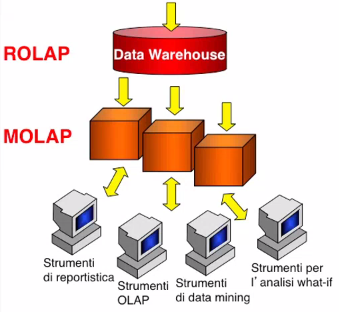 ROLAP
Data Warehouse
MOLAP
Strumenti
di reportistica
Strumenti
OLAP
Strumenti
di data mining
Strumenti per
l' analisi what-if